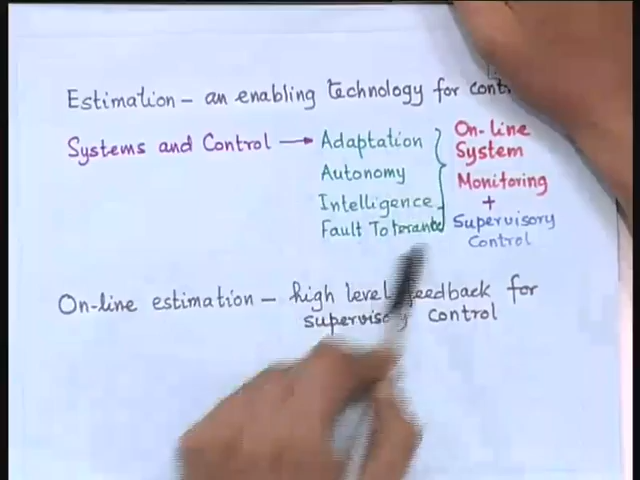 Estimation – an enabling technology for
Systems and Control → Adaptation
Autonomy
Intelligence
Fault Tolerance
On-line
System
Monitoring
+
Supervisory
Control
On-line estimation – high level feedback for
supervisory control